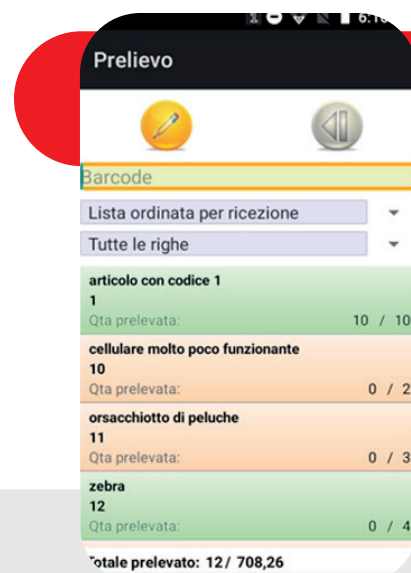 Prelievo
Barcode
Lista ordinata per ricezione
Tutte le righe
articolo con codice 1
1
Qta prelevata: 10 / 10
cellulare molto poco funzionante
10
Qta prelevata: 0 / 2
orsacchiotto di peluche
11
Qta prelevata: 0 / 3
zebra
12
Qta prelevata: 0 / 4
Totale prelevato: 12/ 708,26